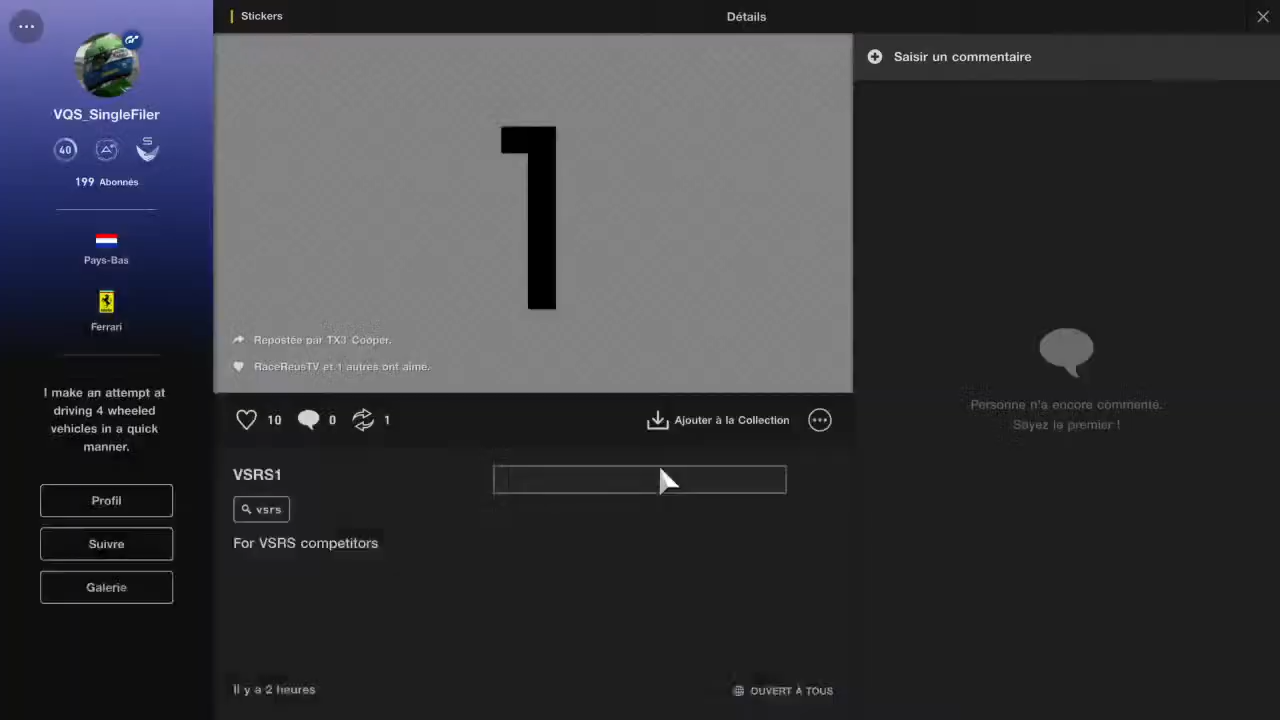 Stickers
Détails
VQS_SingleFiler
40
A+
S
199 Abonnés
Pays-Bas
Ferrari
I make an attempt at
driving 4 wheeled
vehicles in a quick
manner.
Profil
Suivre
Galerie
1
Repostée par TX3 Cooper.
RaceReusTV et 1 autres ont aimé.
10
0
1
Ajouter à la Collection
VSRS1
vsrs
For VSRS competitors
Il y a 2 heures
OUVERT À TOUS
Saisir un commentaire
Personne n'a encore commenté.
Soyez le premier !